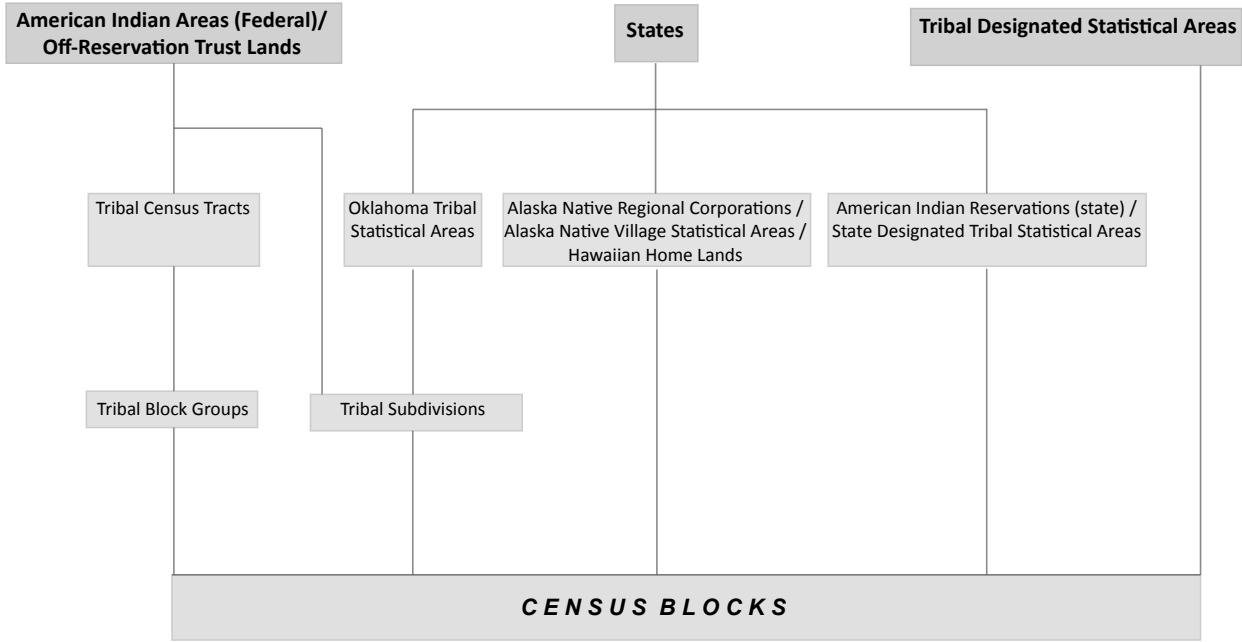 American Indian Areas (Federal)/
Off-Reservation Trust Lands
States
Tribal Designated Statistical Areas
Tribal Census Tracts
Oklahoma Tribal
Statistical Areas
Alaska Native Regional Corporations /
Alaska Native Village Statistical Areas /
Hawaiian Home Lands
American Indian Reservations (state) /
State Designated Tribal Statistical Areas
Tribal Block Groups
Tribal Subdivisions
CENSUS BLOCKS